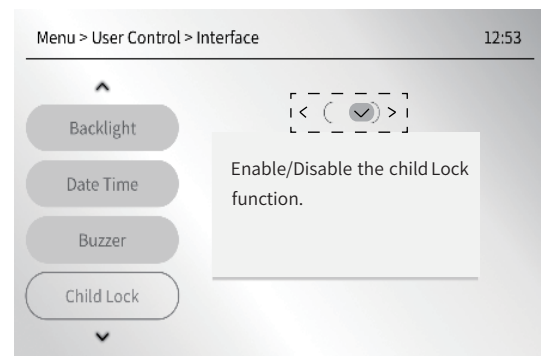 Menu > User Control > Interface
12:53
Backlight
Date Time
Buzzer
Child Lock
< >
Enable/Disable the child Lock
function.